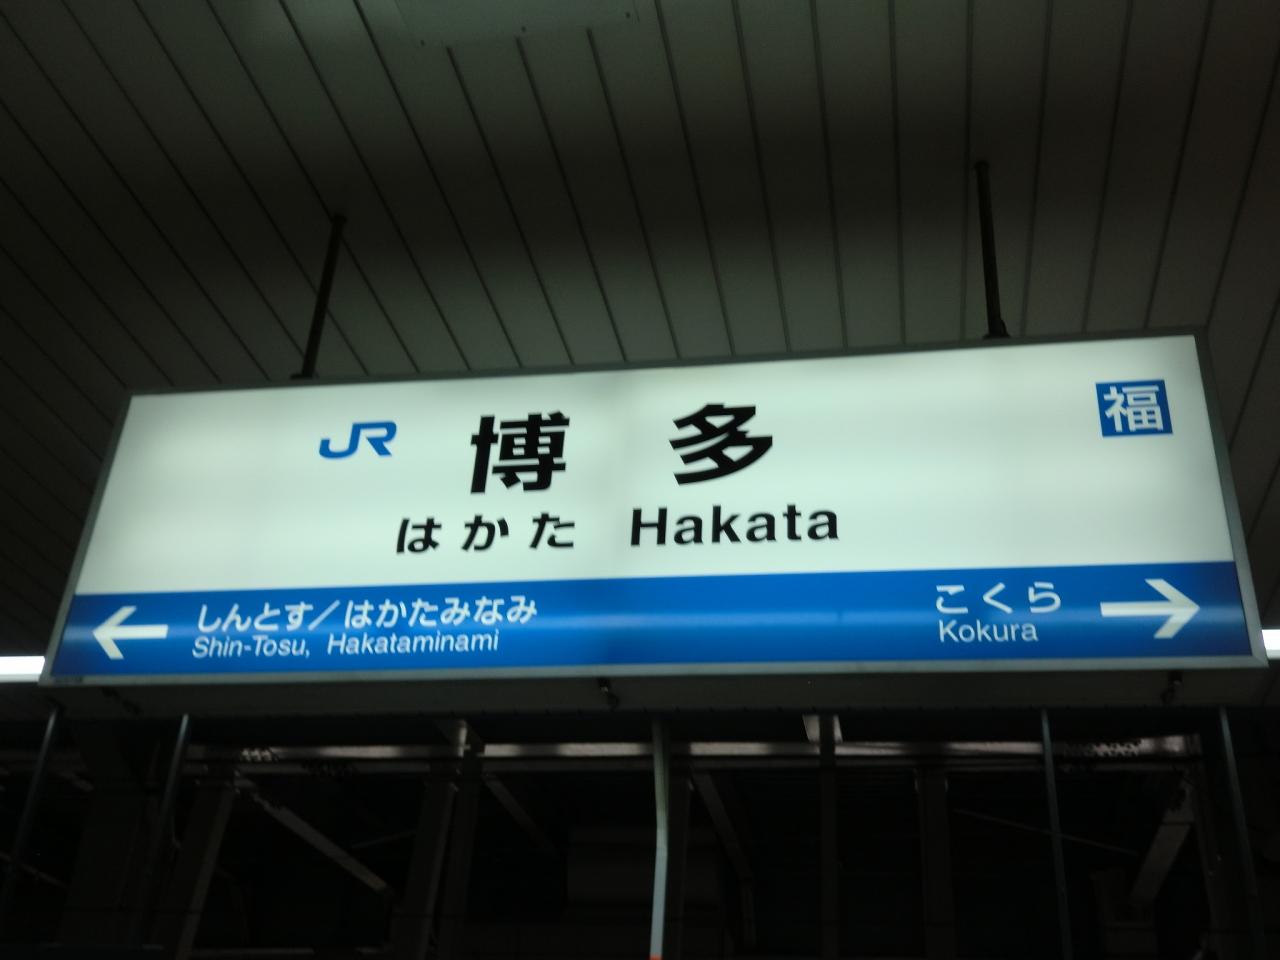 JR 博多 福
はかた Hakata
← しんとす/はかたみなみ
Shin-Tosu, Hakataminami
こくら →
Kokura